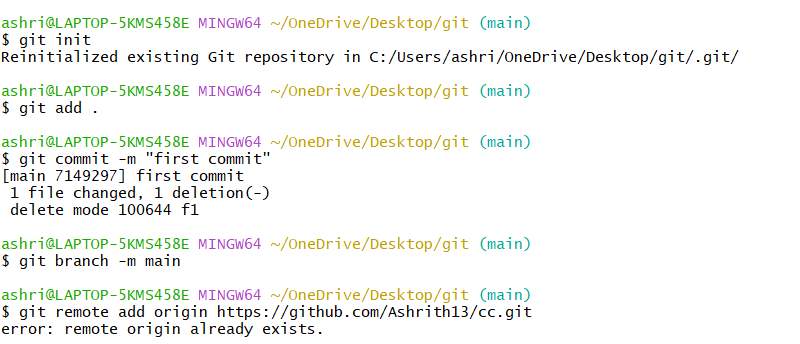 ashri@LAPTOP-5KMS458E MINGW64 ~/OneDrive/Desktop/git (main)
$ git init
Reinitialized existing Git repository in C:/Users/ashri/OneDrive/Desktop/git/.git/
ashri@LAPTOP-5KMS458E MINGW64 ~/OneDrive/Desktop/git (main)
$ git add .
ashri@LAPTOP-5KMS458E MINGW64 ~/OneDrive/Desktop/git (main)
$ git commit -m "first commit"
[main 7149297] first commit
 1 file changed, 1 deletion(-)
 delete mode 100644 f1
ashri@LAPTOP-5KMS458E MINGW64 ~/OneDrive/Desktop/git (main)
$ git branch -m main
ashri@LAPTOP-5KMS458E MINGW64 ~/OneDrive/Desktop/git (main)
$ git remote add origin https://github.com/Ashrith13/cc.git
error: remote origin already exists.